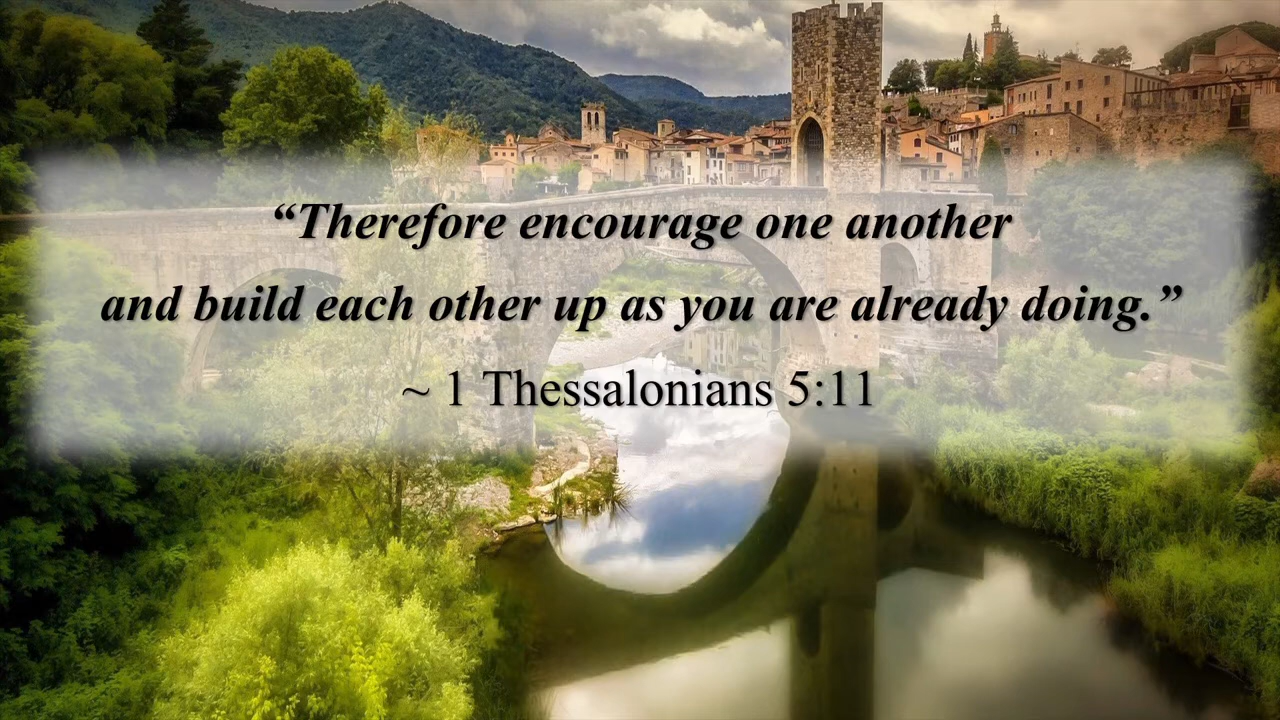 “Therefore encourage one another
and build each other up as you are already doing.”
~ 1 Thessalonians 5:11